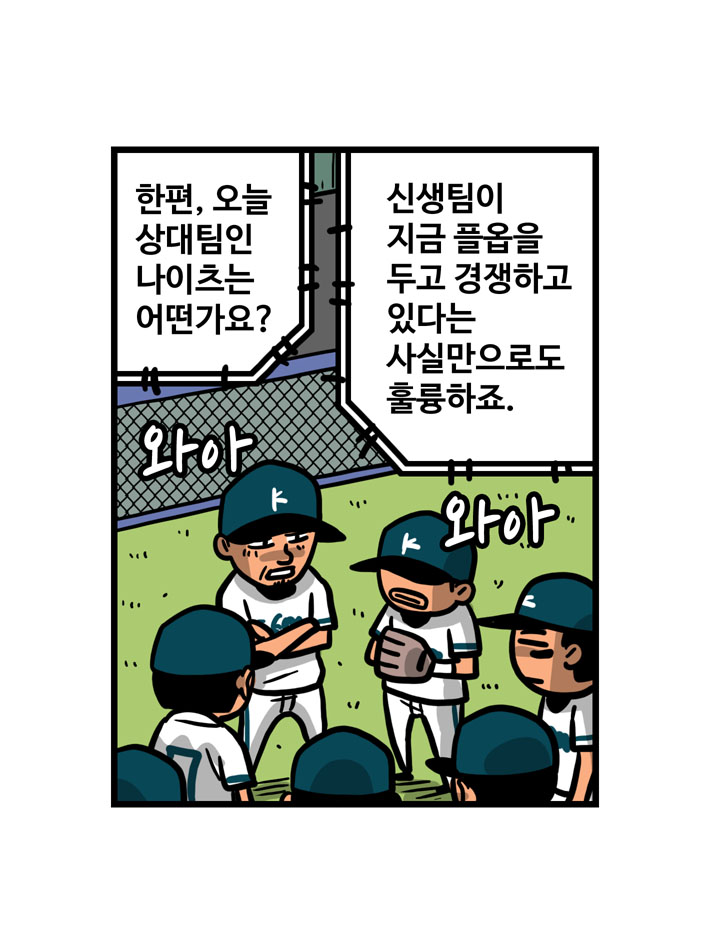 한편, 오늘
상대팀인
나이츠는
어떤가요?
신생팀이
지금 플옵을
두고 경쟁하고
있다는
사실만으로도
훌륭하죠.
와아
와아
K
K
K
7